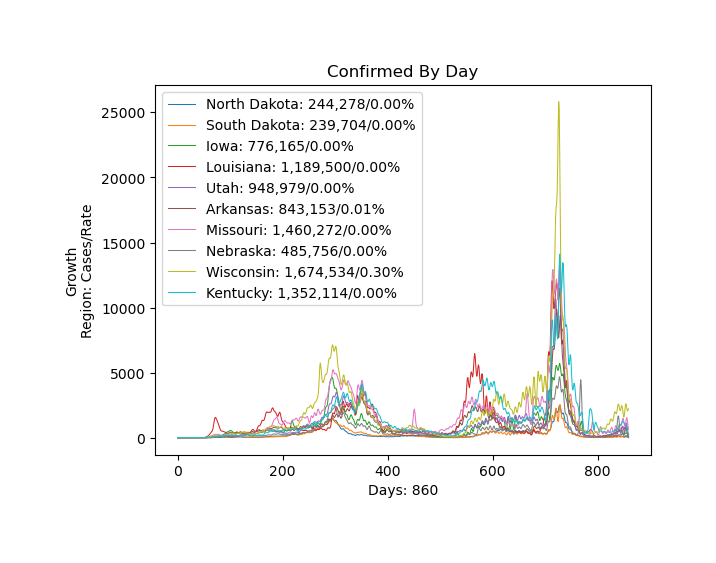 Confirmed By Day
Growth
Region: Cases/Rate
25000
20000
15000
10000
5000
0
North Dakota: 244,278/0.00%
South Dakota: 239,704/0.00%
Iowa: 776,165/0.00%
Louisiana: 1,189,500/0.00%
Utah: 948,979/0.00%
Arkansas: 843,153/0.01%
Missouri: 1,460,272/0.00%
Nebraska: 485,756/0.00%
Wisconsin: 1,674,534/0.30%
Kentucky: 1,352,114/0.00%
0 200 400 600 800
Days: 860